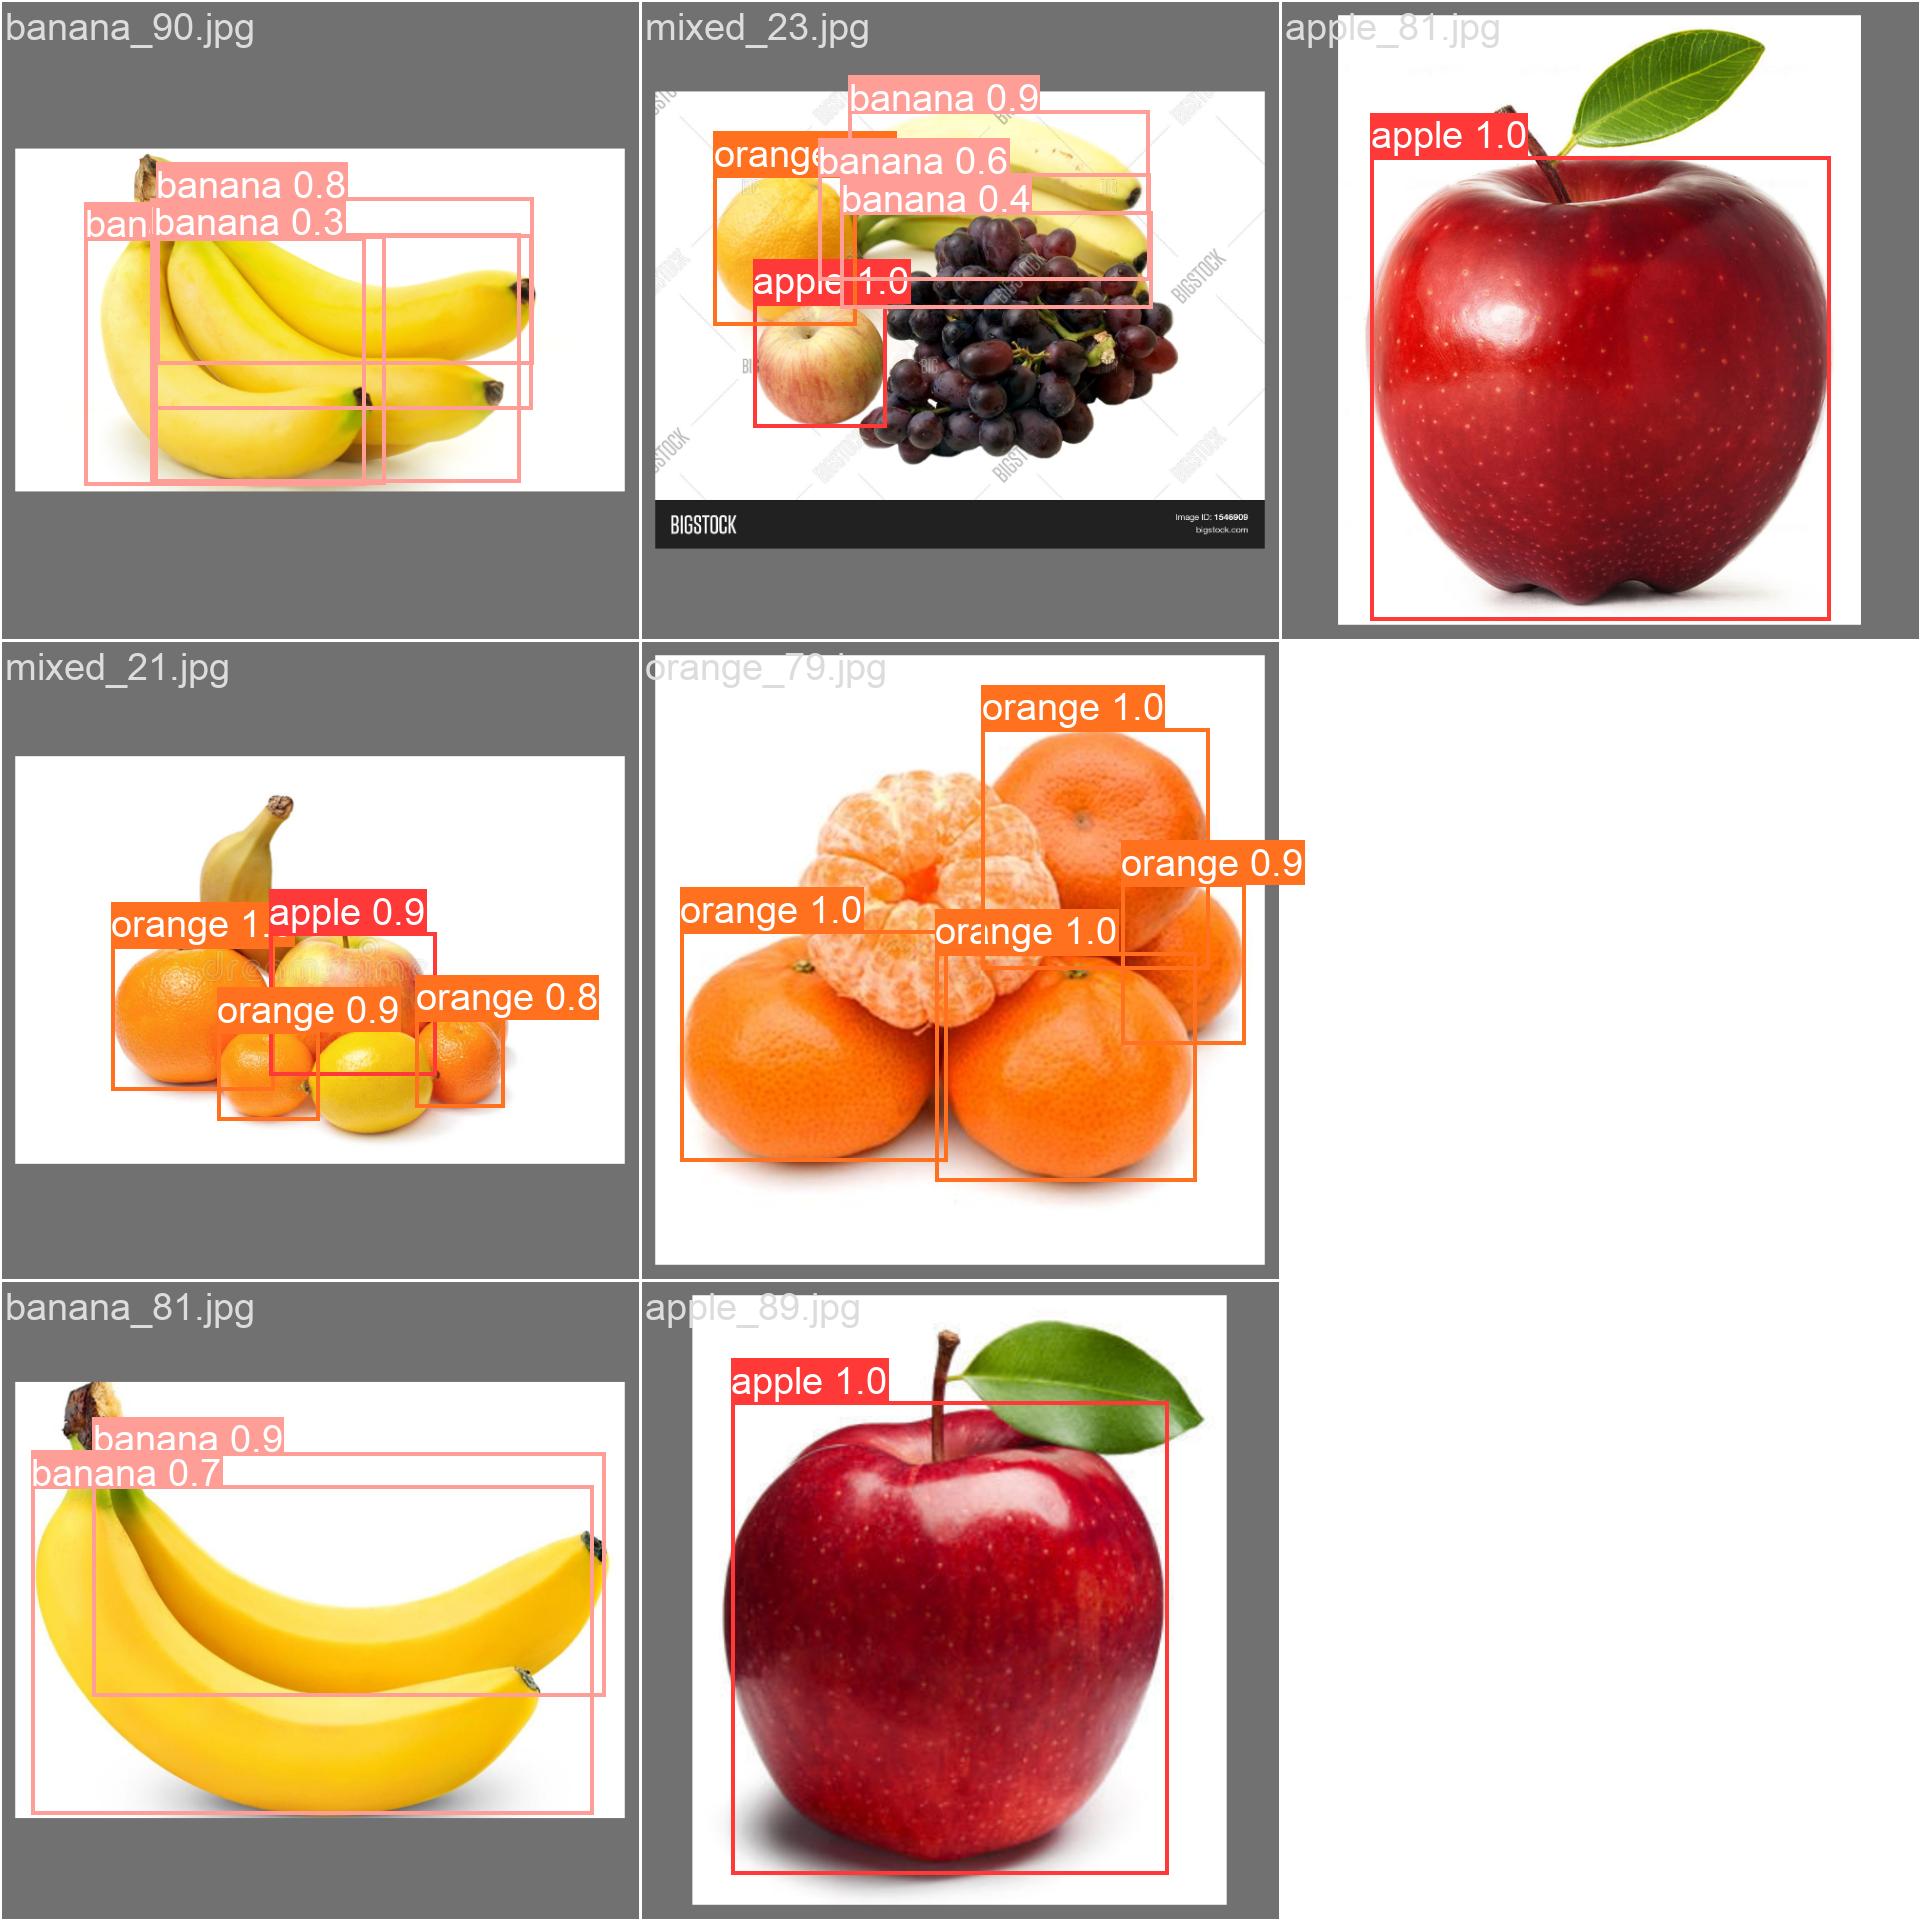 banana_90.jpg
banana 0.8
ban
banana 0.3
mixed_23.jpg
banana 0.9
orange
banana 0.6
banana 0.4
apple 1.0
BIGSTOCK
Image ID: 1546909
bigstock.com
apple_81.jpg
apple 1.0
mixed_21.jpg
orange 1.
apple 0.9
orange 0.9
orange 0.8
orange_79.jpg
orange 1.0
orange 0.9
orange 1.0
orange 1.0
banana_81.jpg
banana 0.9
banana 0.7
apple_89.jpg
apple 1.0